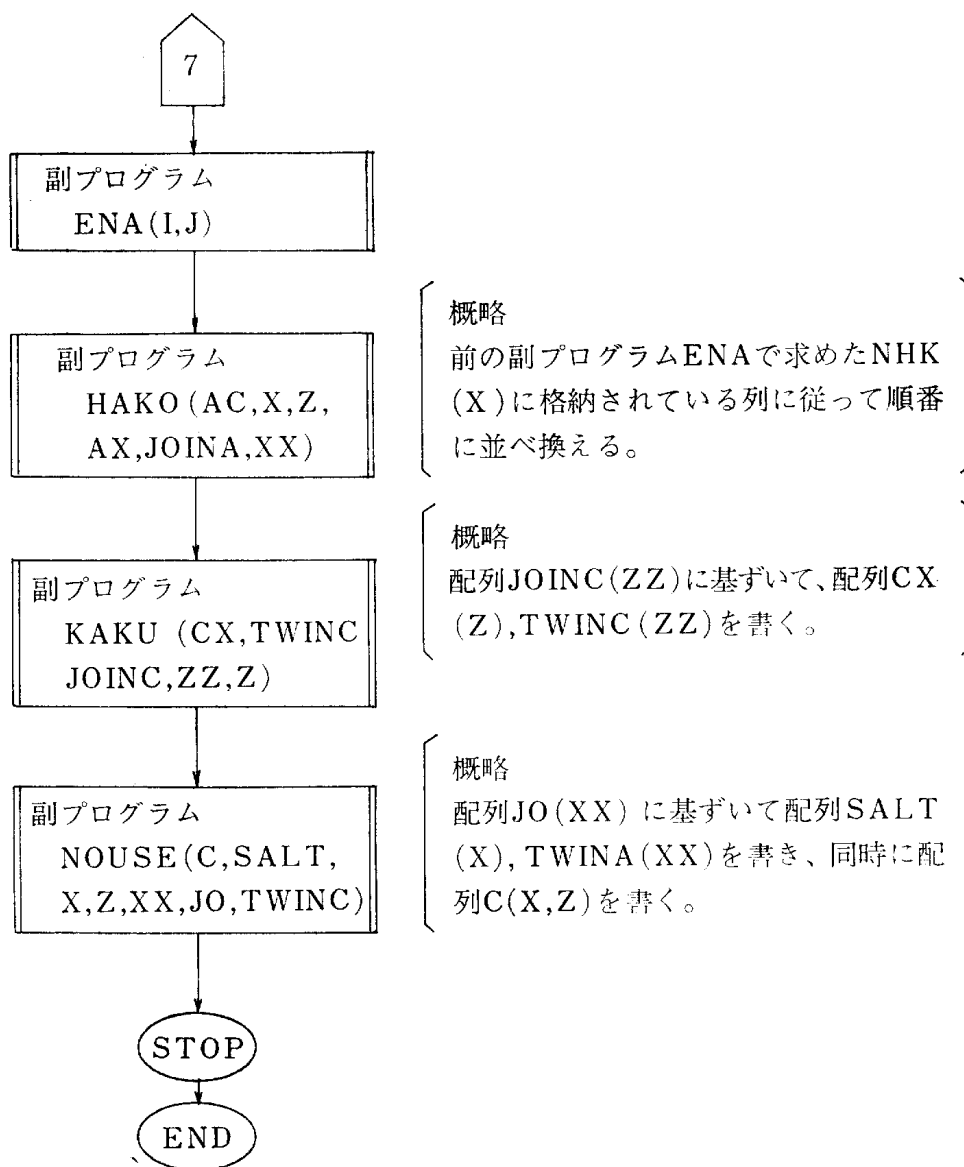 7
副プログラム
ENA(I,J)
副プログラム
HAKO(AC,X,Z,
AX,JOINA,XX)
概略
前の副プログラムENAで求めたNHK
(X)に格納されている列に従って順番
に並べ換える。
副プログラム
KAKU (CX,TWINC
JOINC,ZZ,Z)
概略
配列JOINC(ZZ)に基ずいて、配列CX
(Z),TWINC(ZZ)を書く。
副プログラム
NOUSE(C,SALT,
X,Z,XX,JO,TWINC)
概略
配列JO(XX)に基ずいて配列SALT
(X),TWINA(XX)を書き、同時に配
列C(X,Z)を書く。
STOP
END